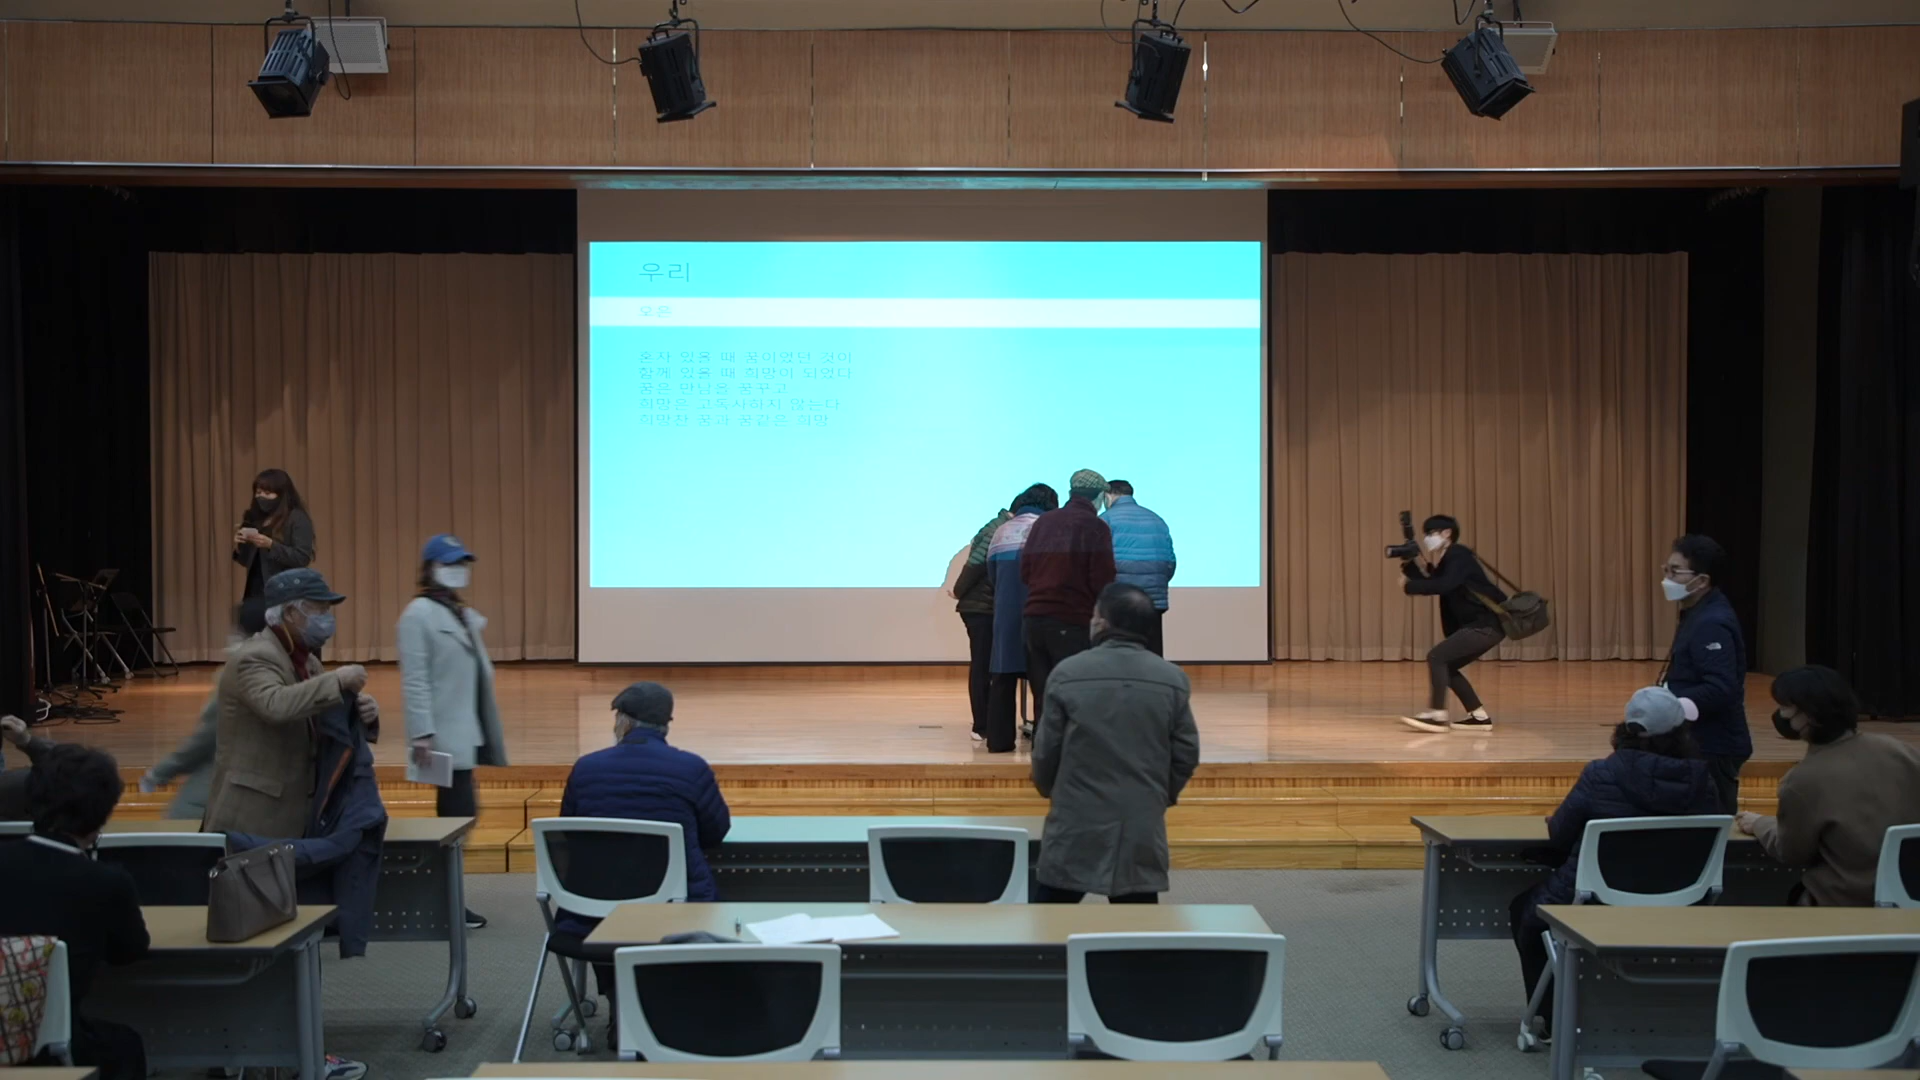 우리
오은
혼자 있을 때 꿈이었던 것이
함께 있을 때 희망이 되었다
꿈은 만남을 꿈꾸고
희망은 고독사하지 않는다
희망찬 꿈과 꿈같은 희망